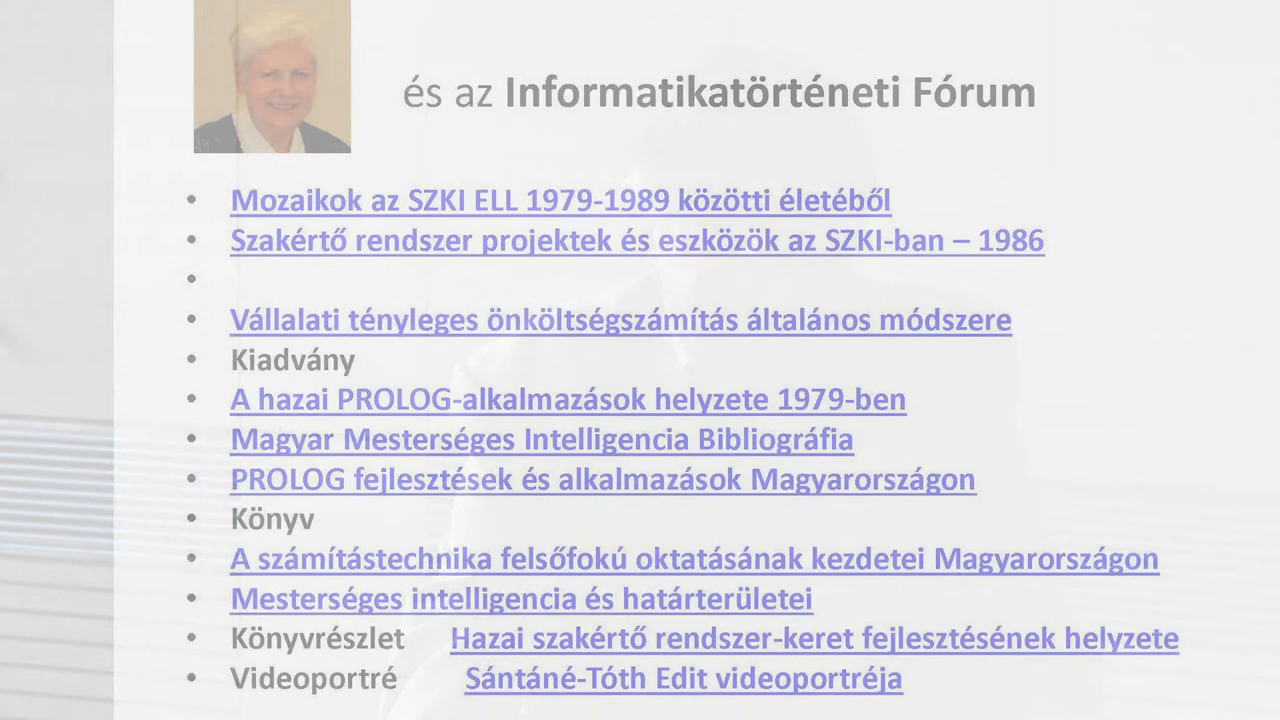 és az Informatikatörténeti Fórum
• Mozaikok az SZKI ELL 1979-1989 közötti életéből
• Szakértő rendszer projektek és eszközök az SZKI-ban – 1986
•
• Vállalati tényleges önköltségszámítás általános módszere
• Kiadvány
• A hazai PROLOG-alkalmazások helyzete 1979-ben
• Magyar Mesterséges Intelligencia Bibliográfia
• PROLOG fejlesztések és alkalmazások Magyarországon
• Könyv
• A számítástechnika felsőfokú oktatásának kezdetei Magyarországon
• Mesterséges intelligencia és határterületei
• Könyvrészlet Hazai szakértő rendszer-keret fejlesztésének helyzete
• Videoportré Sántáné-Tóth Edit videoportréja